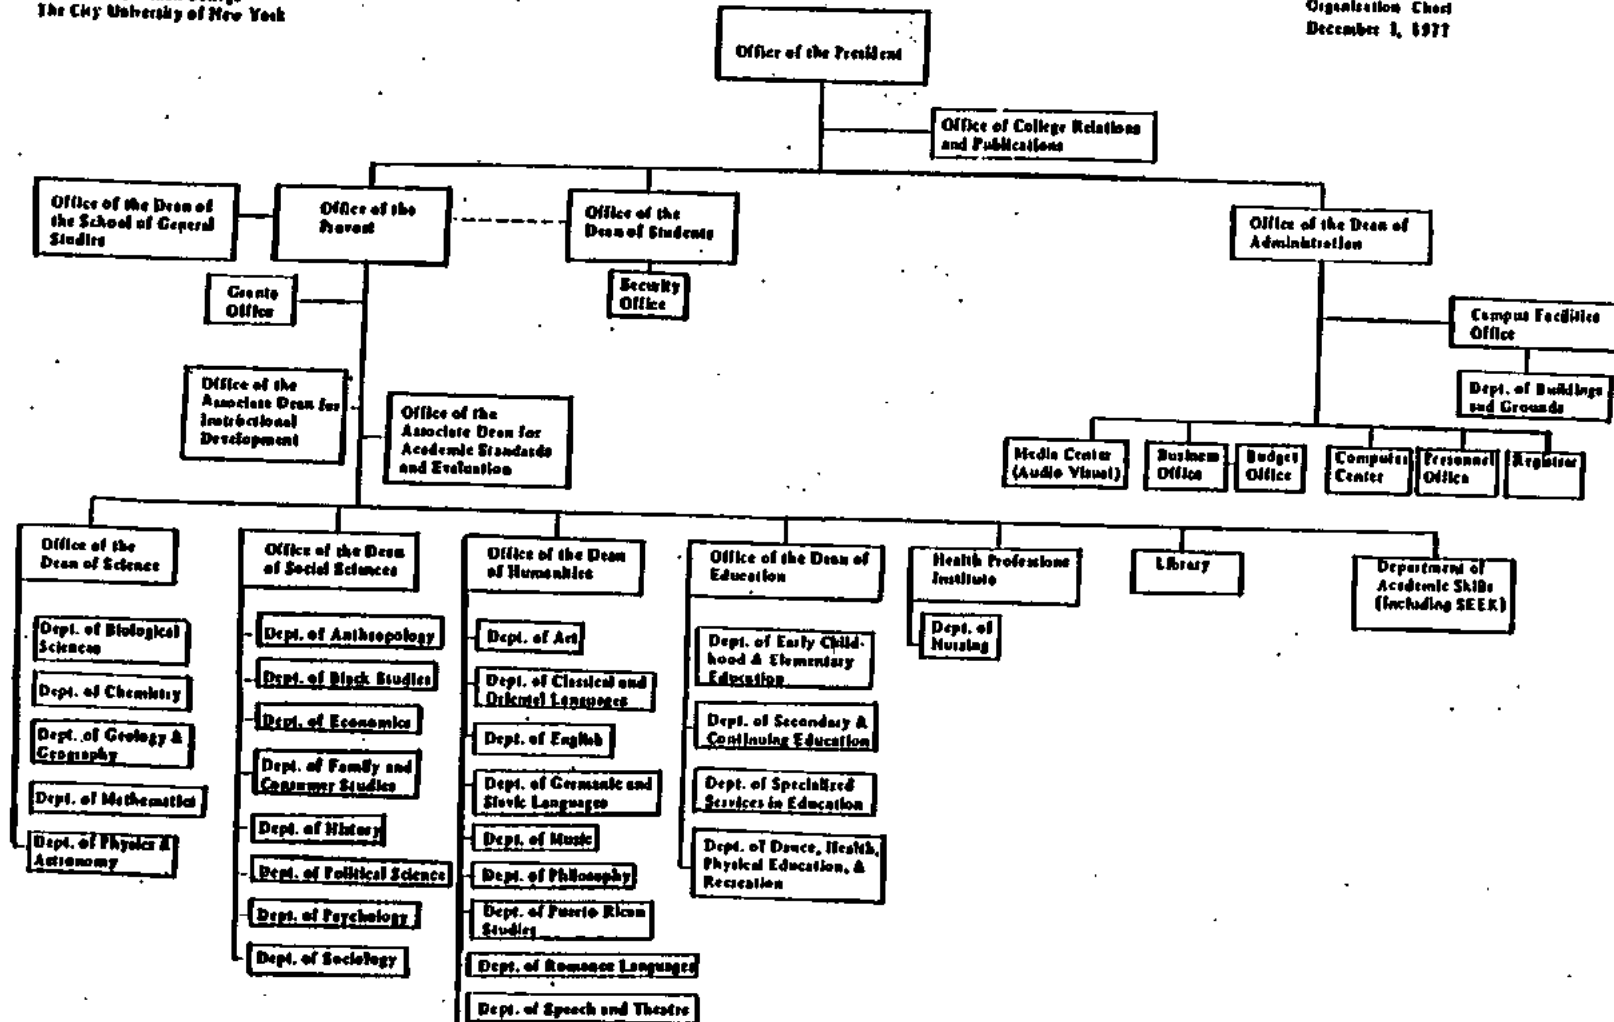 The City University of New York
Organization Chart
December 1, 1977
Office of the President
Office of College Relations
and Publications
Office of the Dean of
the School of General
Studies
Office of the
Provost
Office of the
Dean of Students
Office of the Dean of
Administration
Grants
Office
Security
Office
Campus Facilities
Office
Office of the
Associate Dean for
Instructional
Development
Office of the
Associate Dean for
Academic Standards
and Evaluation
Dept. of Buildings
and Grounds
Media Center
(Audio Visual)
Business
Office
Budget
Office
Computer
Center
Personnel
Office
Registrar
Office of the
Dean of Science
Office of the Dean
of Social Sciences
Office of the Dean
of Humanities
Office of the Dean of
Education
Health Professions
Institute
Library
Department of
Academic Skills
(Including SEEK)
Dept. of Biological
Sciences
Dept. of Chemistry
Dept. of Geology &
Geography
Dept. of Mathematics
Dept. of Physics &
Astronomy
Dept. of Anthropology
Dept. of Black Studies
Dept. of Economics
Dept. of Family and
Consumer Studies
Dept. of History
Dept. of Political Science
Dept. of Psychology
Dept. of Sociology
Dept. of Art
Dept. of Classical and
Oriental Languages
Dept. of English
Dept. of Germanic and
Slavic Languages
Dept. of Music
Dept. of Philosophy
Dept. of Puerto Rican
Studies
Dept. of Romance Languages
Dept. of Speech and Theatre
Dept. of Early Child-
hood & Elementary
Education
Dept. of Secondary &
Continuing Education
Dept. of Specialized
Services in Education
Dept. of Dance, Health,
Physical Education, &
Recreation
Dept. of
Nursing